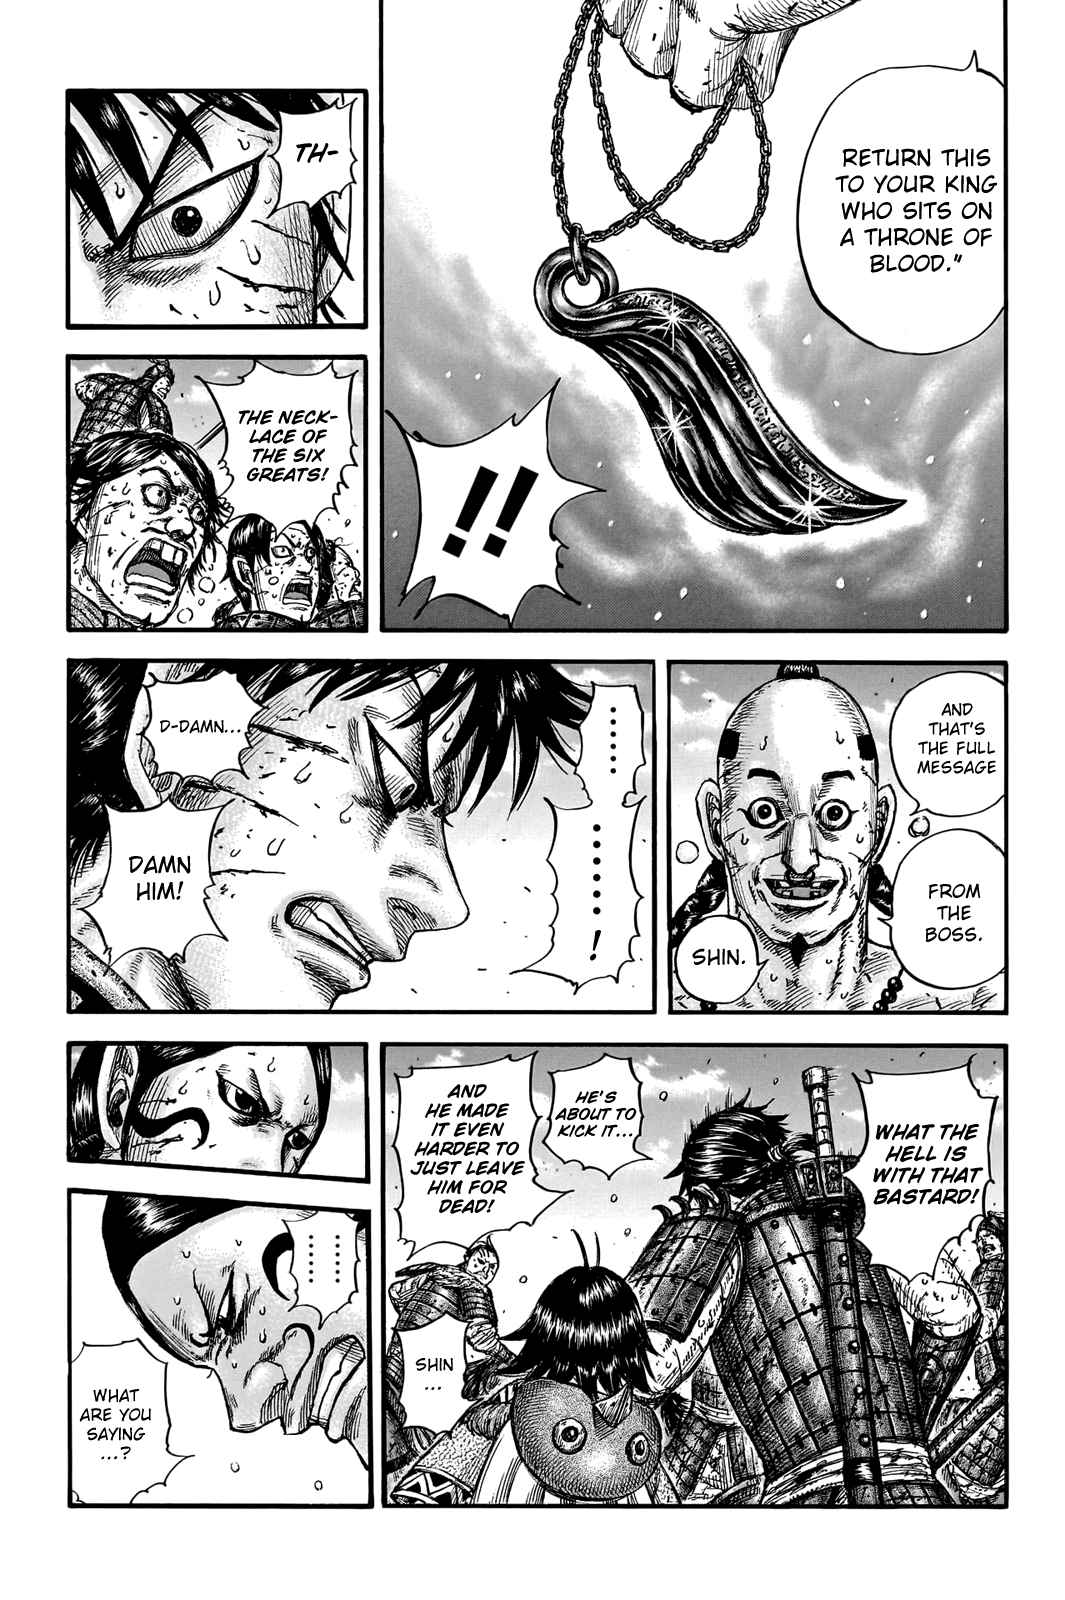 RETURN THIS
TO YOUR KING
WHO SITS ON
A THRONE OF
BLOOD."
!!
TH-
THE NECK-
LACE OF
THE SIX
GREATS!
AND
THAT'S
THE FULL
MESSAGE
FROM
THE
BOSS.
SHIN.
......
.......!
D-DAMN...
DAMN
HIM!
WHAT THE
HELL IS
WITH THAT
BASTARD!
HE'S
ABOUT TO
KICK IT...
AND
HE MADE
IT EVEN
HARDER TO
JUST LEAVE
HIM FOR
DEAD!
SHIN
...
......
WHAT
ARE YOU
SAYING
...?